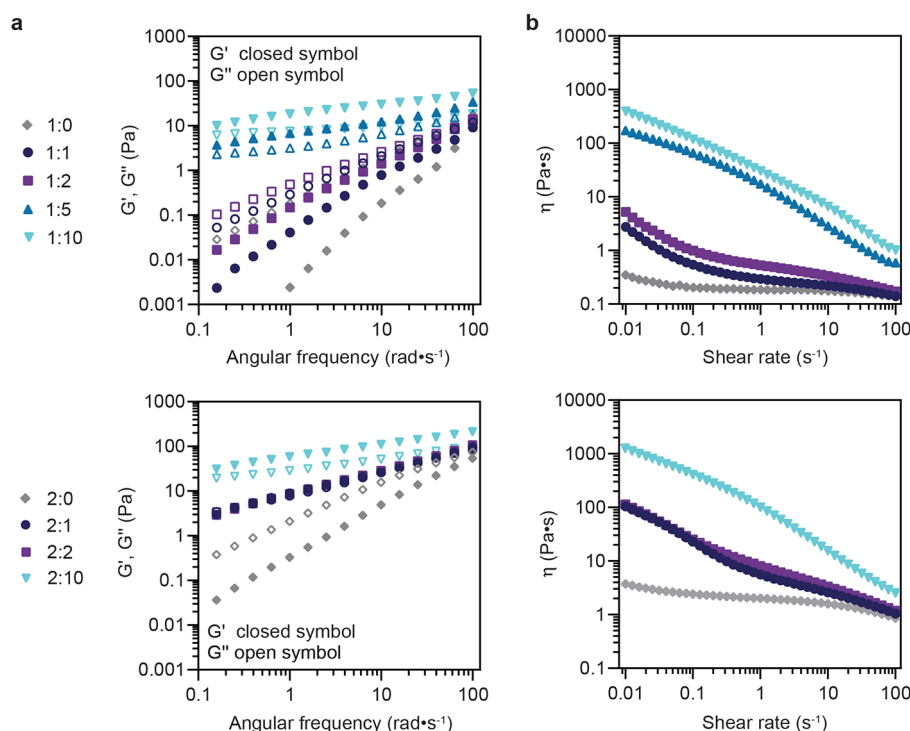 a
G', G" (Pa)
1000
100
10
1
0.1
0.01
0.001
G' closed symbol
G" open symbol
1:0
1:1
1:2
1:5
1:10
0.1 1 10 100
Angular frequency (rad•s⁻¹)
b
η (Pa•s)
10000
1000
100
10
1
0.1
0.01 0.1 1 10 100
Shear rate (s⁻¹)
G', G" (Pa)
1000
100
10
1
0.1
0.01
0.001
2:0
2:1
2:2
2:10
G' closed symbol
G" open symbol
0.1 1 10 100
Angular frequency (rad•s⁻¹)
η (Pa•s)
10000
1000
100
10
1
0.1
0.01 0.1 1 10 100
Shear rate (s⁻¹)